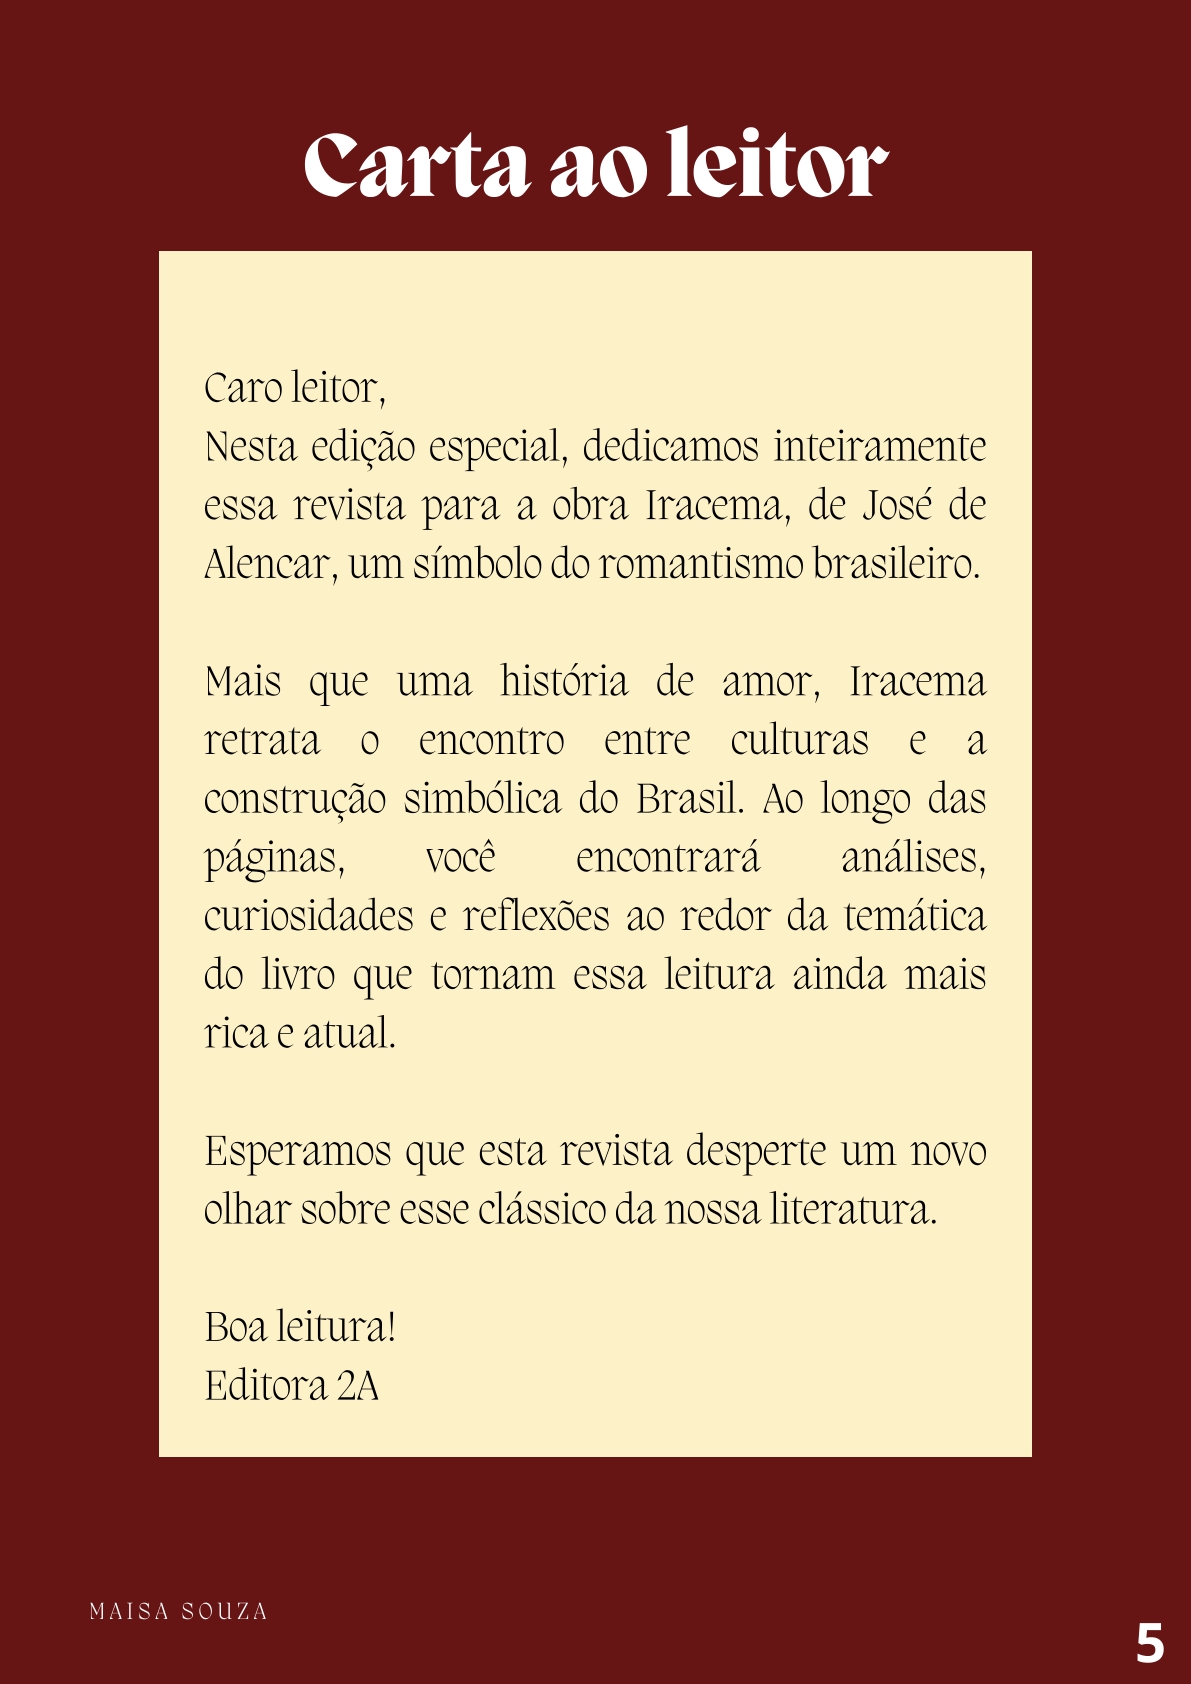 Carta ao leitor
Caro leitor,
Nesta edição especial, dedicamos inteiramente
essa revista para a obra Iracema, de José de
Alencar, um símbolo do romantismo brasileiro.
Mais que uma história de amor, Iracema
retrata o encontro entre culturas e a
construção simbólica do Brasil. Ao longo das
páginas, você encontrará análises,
curiosidades e reflexões ao redor da temática
do livro que tornam essa leitura ainda mais
rica e atual.
Esperamos que esta revista desperte um novo
olhar sobre esse clássico da nossa literatura.
Boa leitura!
Editora 2A
MAISA SOUZA
5